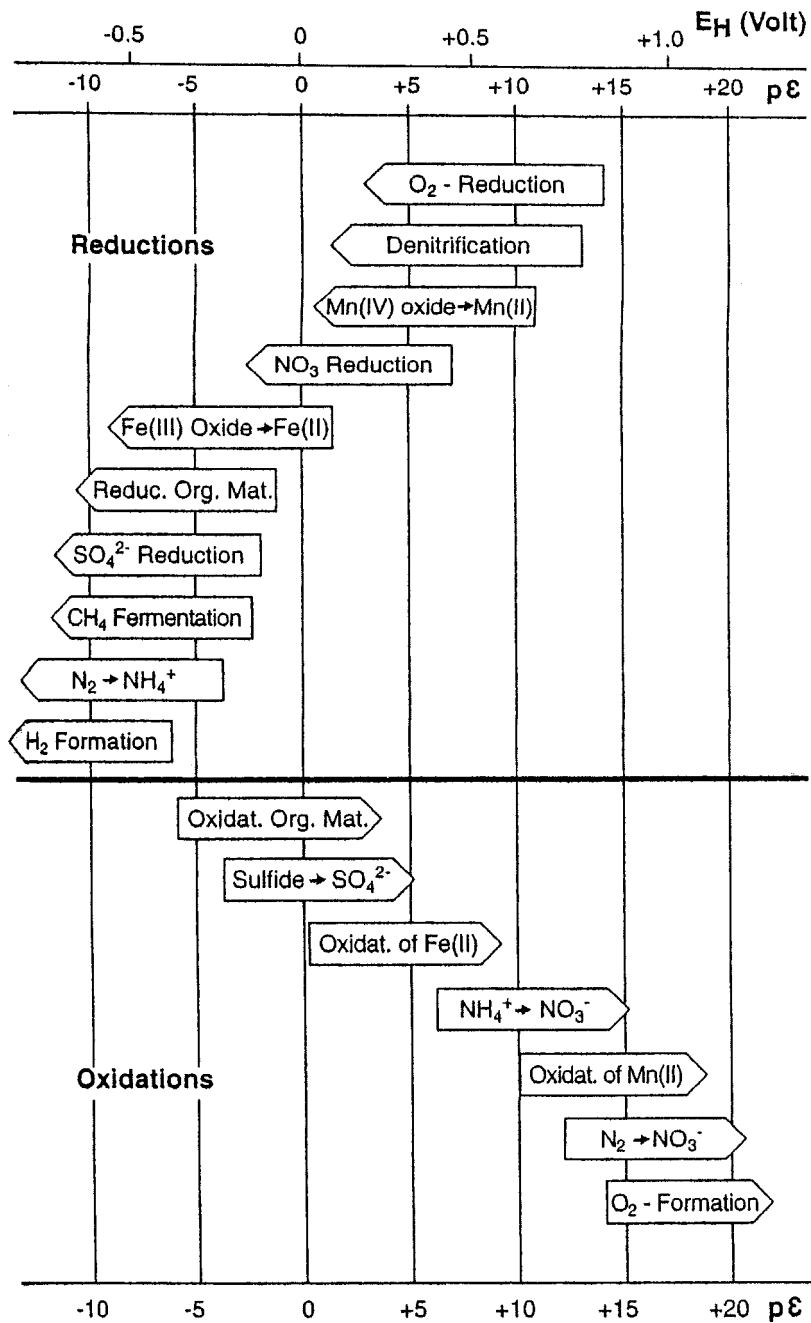 E_H (Volt)
-0.5 0 +0.5 +1.0
-10 -5 0 +5 +10 +15 +20 pε
O₂ - Reduction
Reductions
Denitrification
Mn(IV) oxide→Mn(II)
NO₃ Reduction
Fe(III) Oxide→Fe(II)
Reduc. Org. Mat.
SO₄²⁻ Reduction
CH₄ Fermentation
N₂ → NH₄⁺
H₂ Formation
Oxidat. Org. Mat.
Sulfide → SO₄²⁻
Oxidat. of Fe(II)
NH₄⁺ → NO₃⁻
Oxidations
Oxidat. of Mn(II)
N₂ → NO₃⁻
O₂ - Formation
-10 -5 0 +5 +10 +15 +20 pε